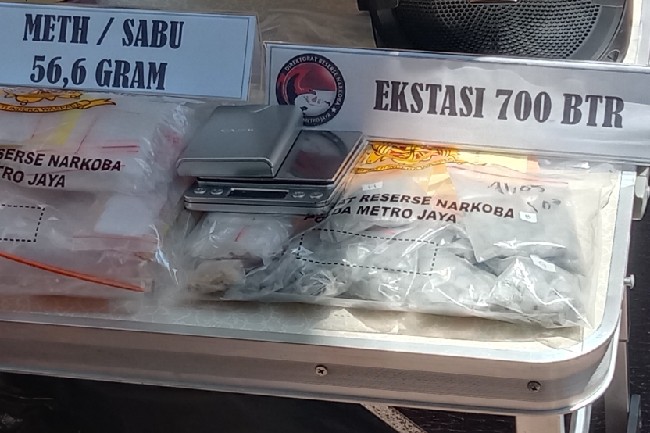 METH / SABU
56,6 GRAM
EKSTASI 700 BTR
RESERSE NARKOBA
METRO JAYA
RESERSE NARKOBA
METRO JAYA